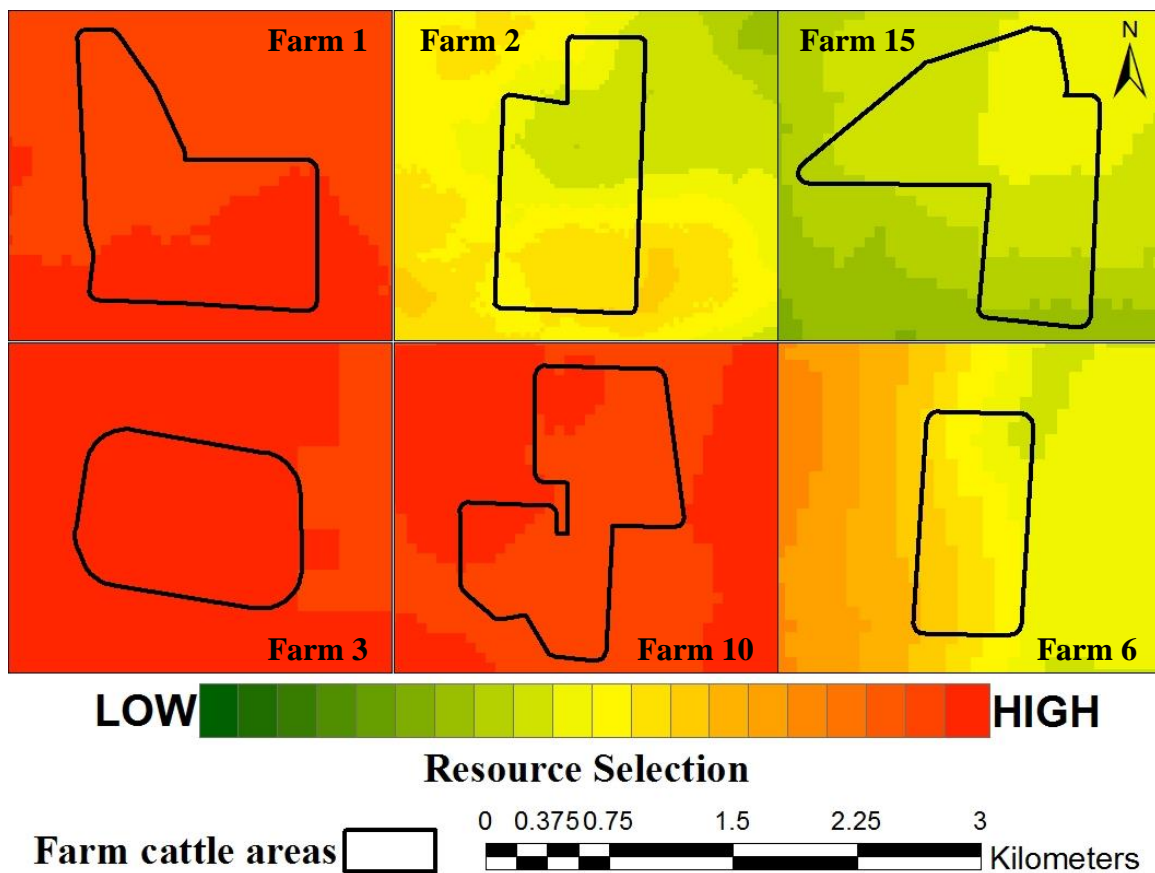 Farm 1
Farm 2
Farm 15
N
Farm 3
Farm 10
Farm 6
LOW
HIGH
Resource Selection
Farm cattle areas
0 0.375 0.75 1.5 2.25 3
Kilometers